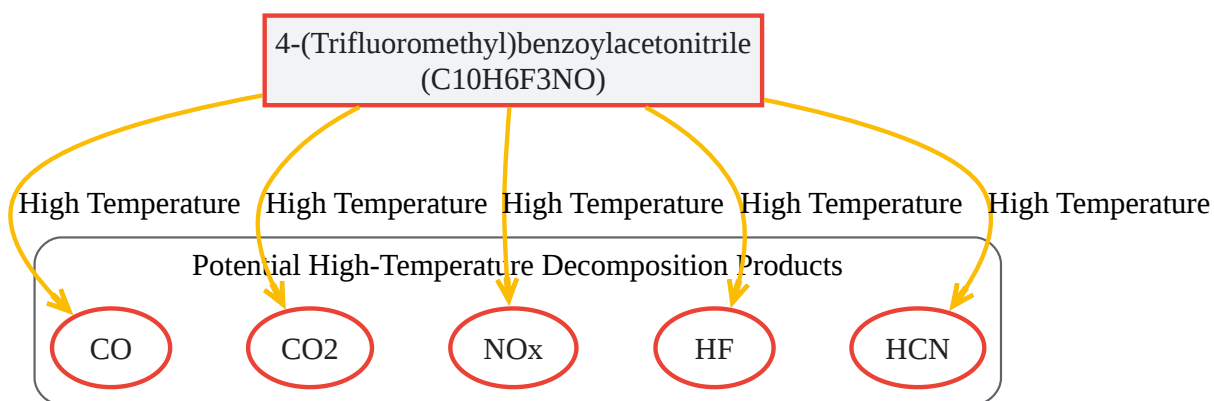 4-(Trifluoromethyl)benzoylacetonitrile
(C10H6F3NO)
High Temperature
High Temperature
High Temperature
High Temperature
High Temperature
Potential High-Temperature Decomposition Products
CO
CO2
NOx
HF
HCN